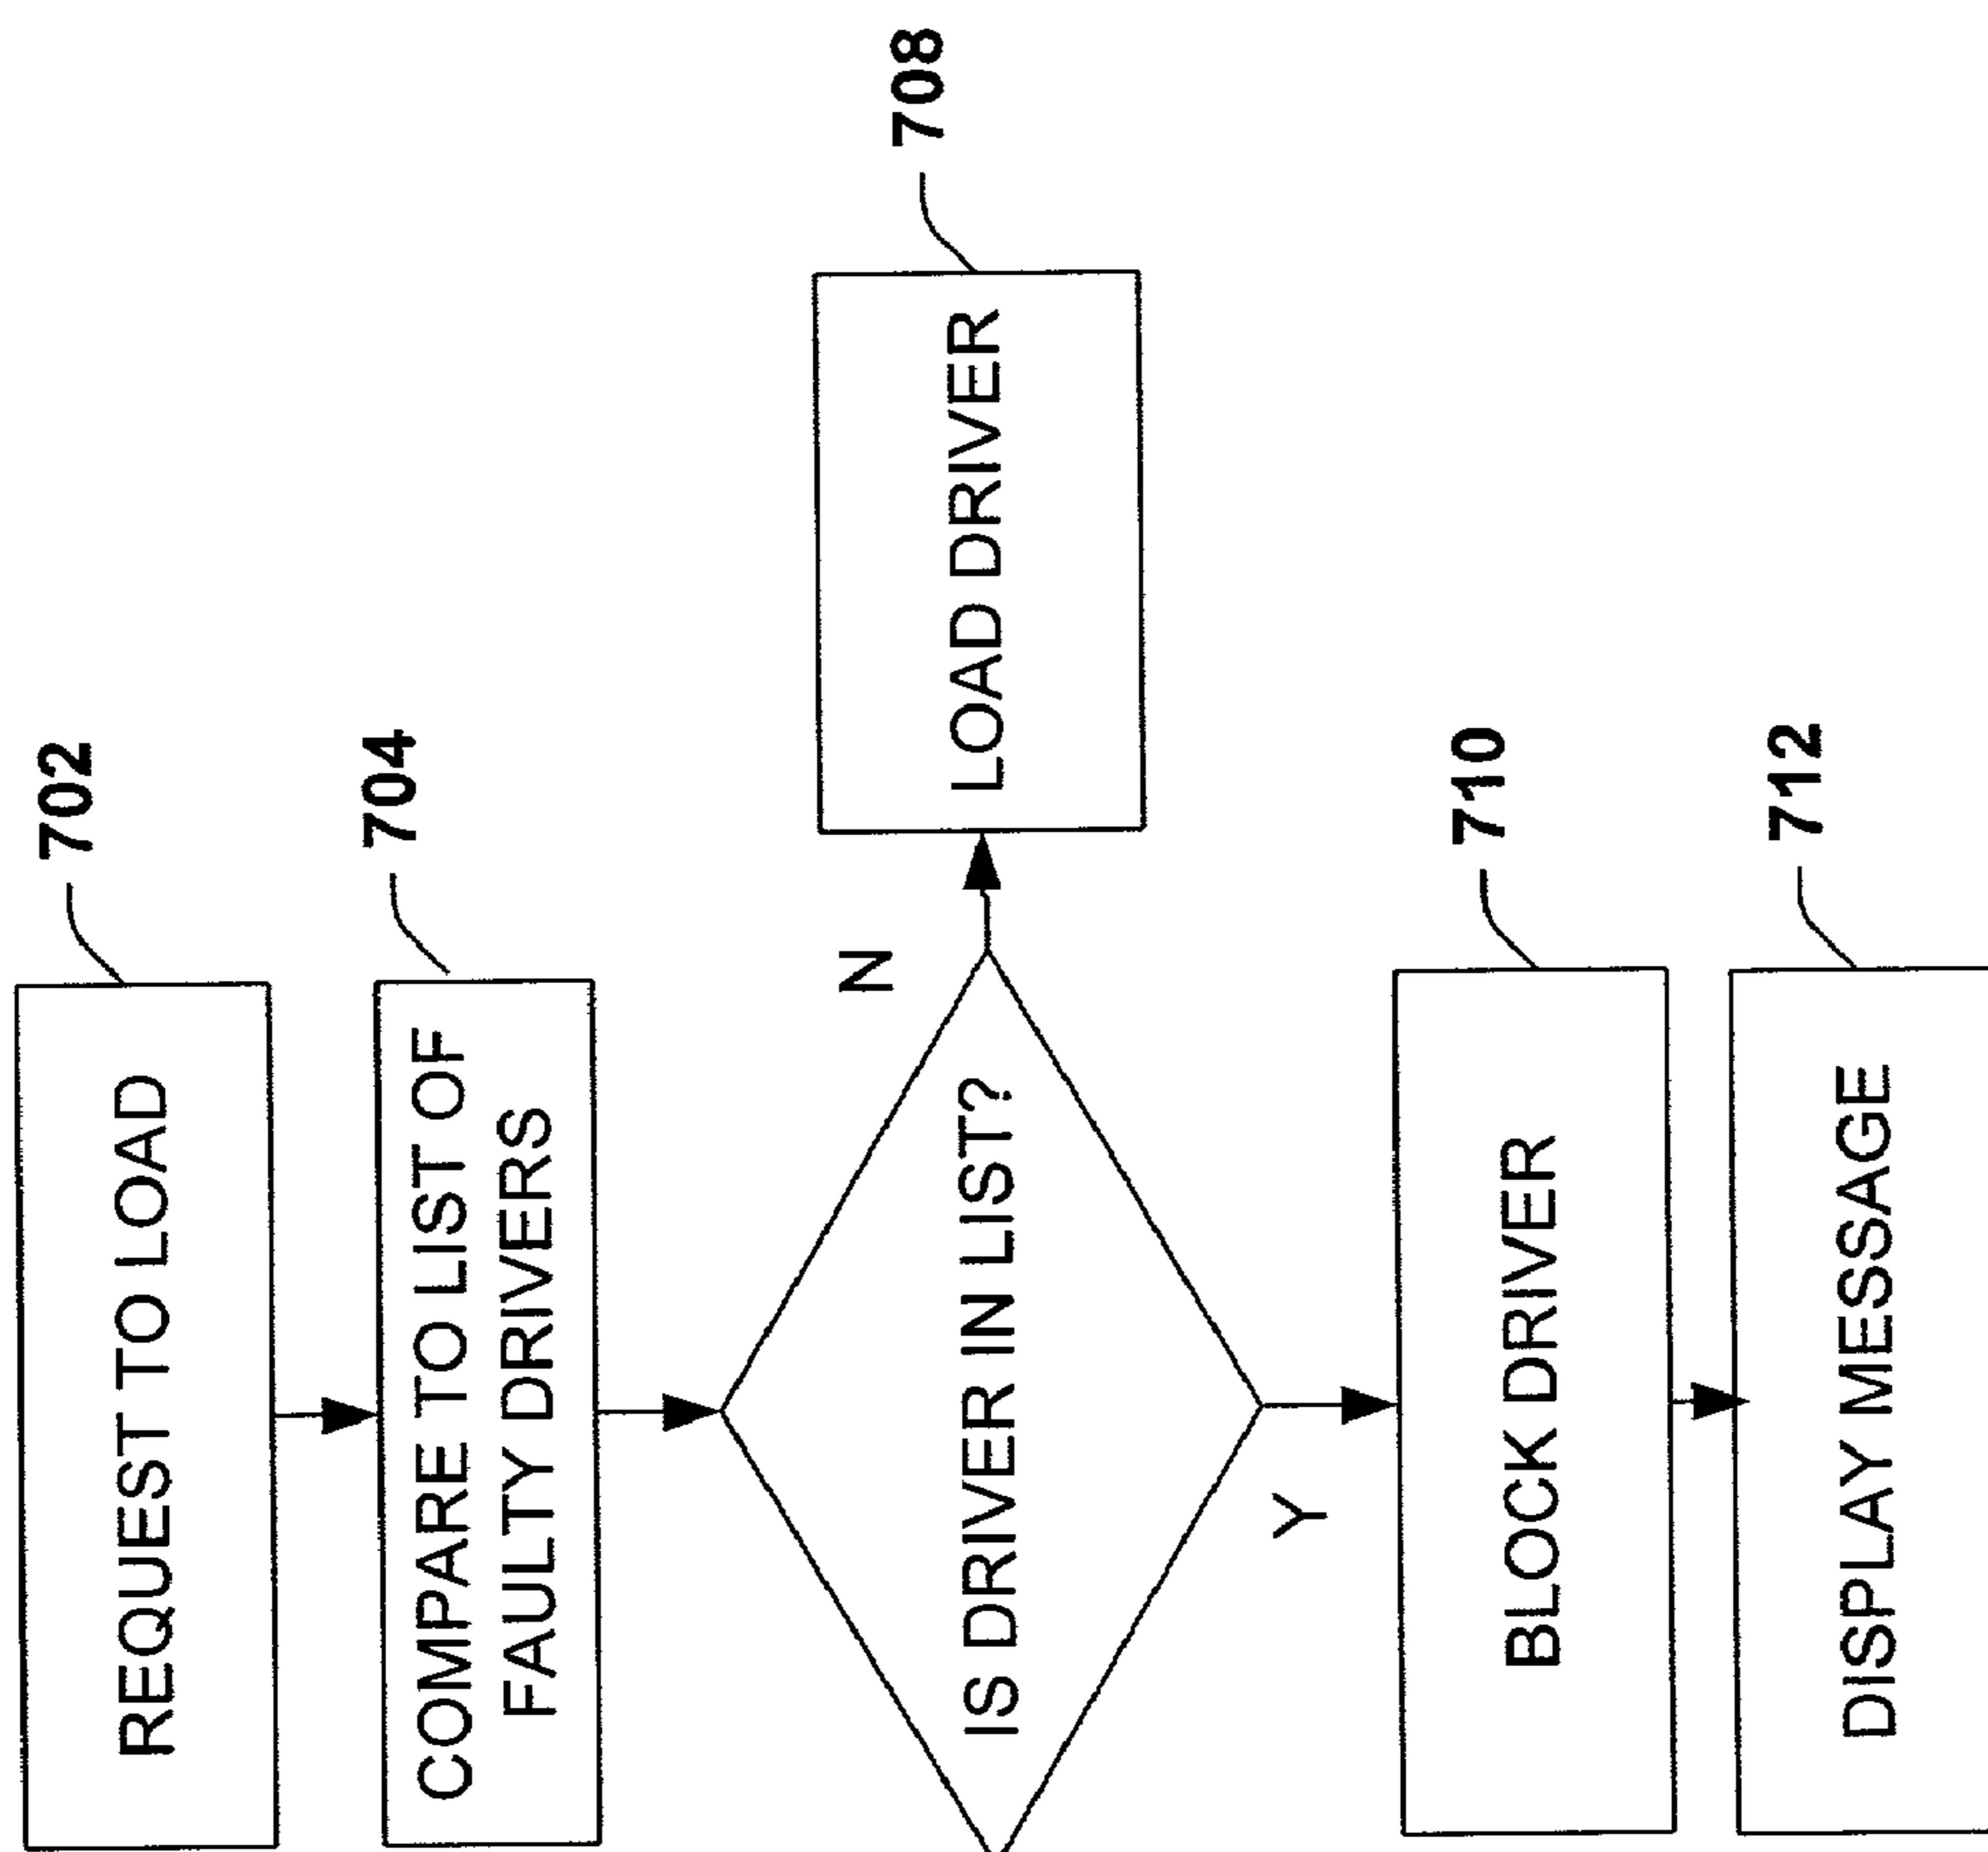 REQUEST TO LOAD
702
COMPARE TO LIST OF
FAULTY DRIVERS
704
IS DRIVER IN LIST?
N
LOAD DRIVER
708
Y
BLOCK DRIVER
710
DISPLAY MESSAGE
712